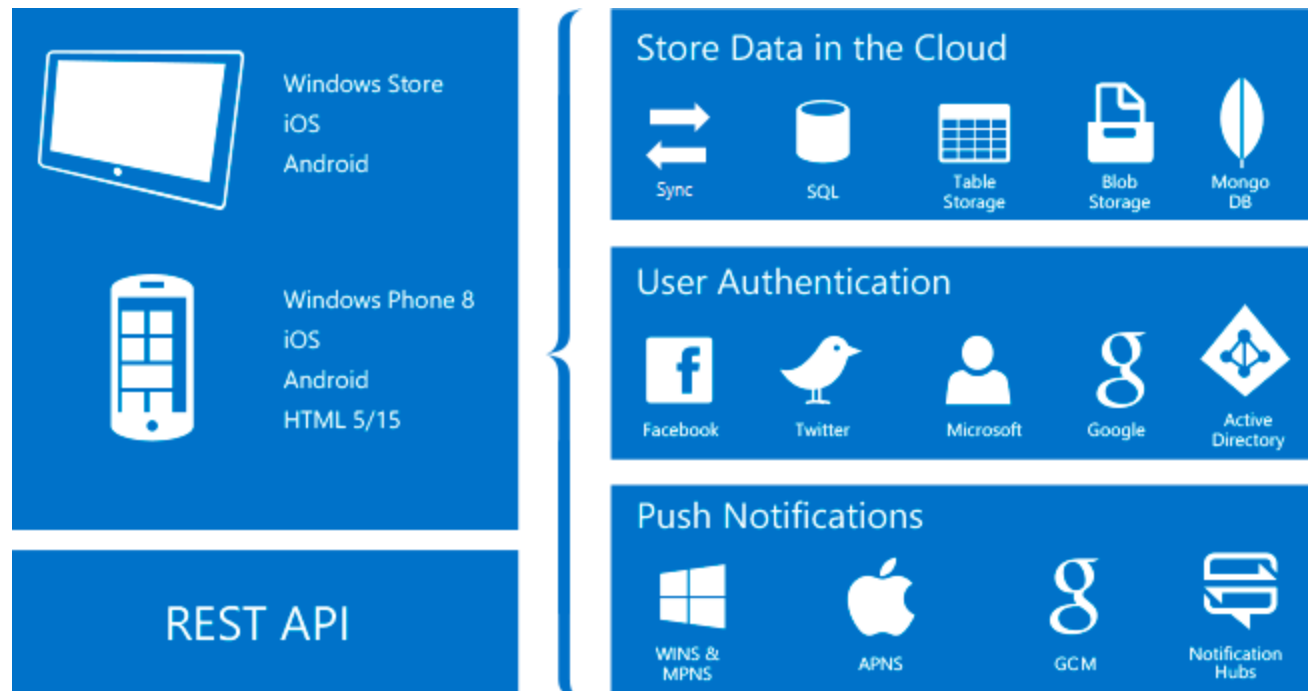 Windows Store
iOS
Android
Windows Phone 8
iOS
Android
HTML 5/15
REST API
Store Data in the Cloud
Sync
SQL
Table
Storage
Blob
Storage
Mongo
DB
User Authentication
Facebook
Twitter
Microsoft
Google
Active
Directory
Push Notifications
WINS &
MPNS
APNS
GCM
Notification
Hubs